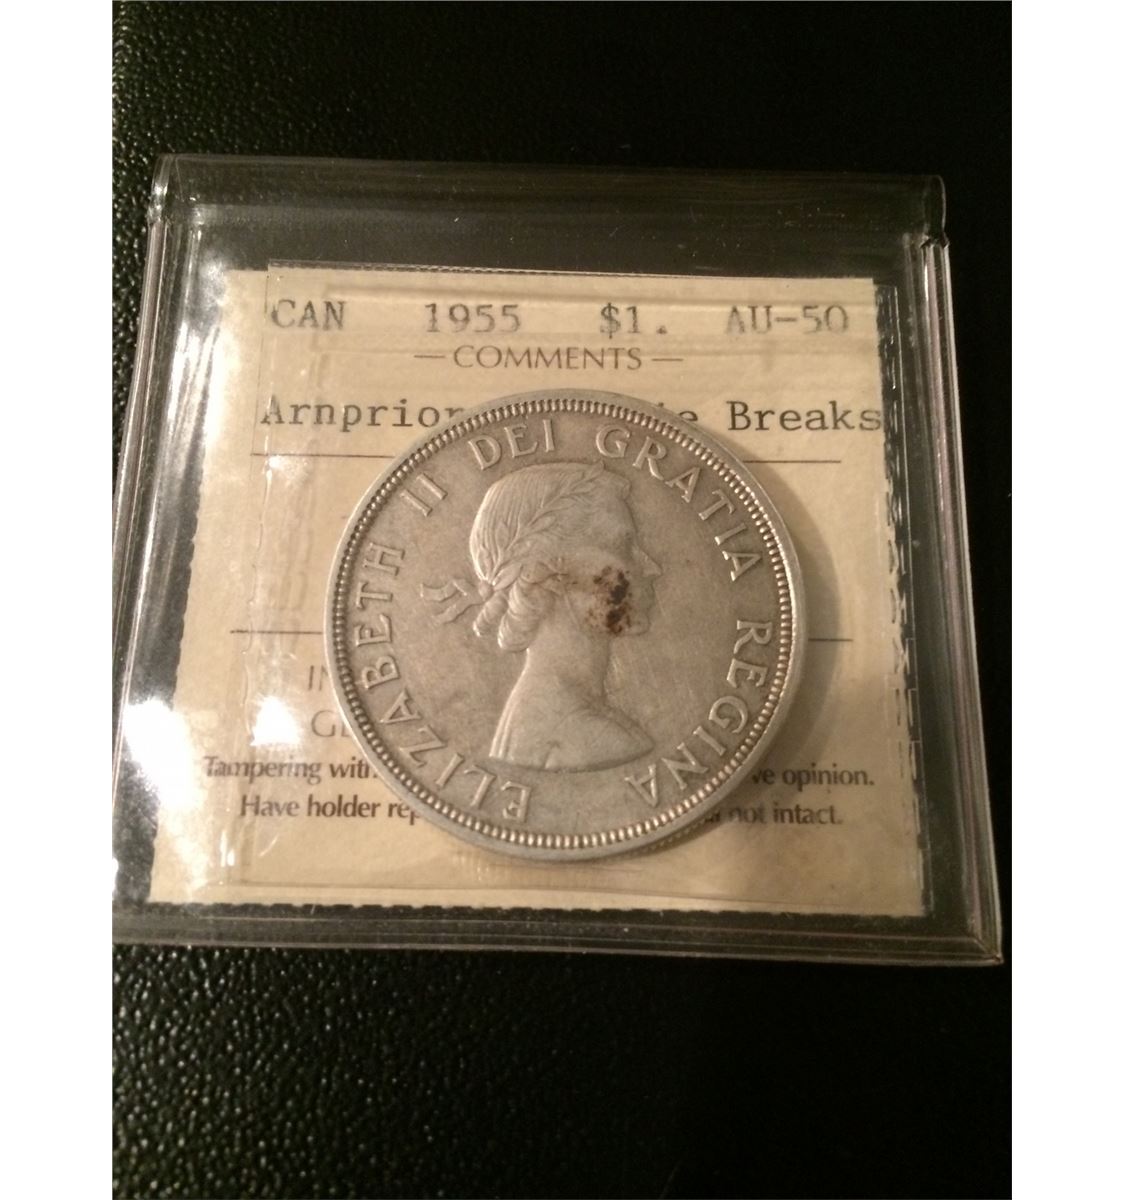 CAN 1955 $1. AU-50
— COMMENTS —
Arnprior Breaks
ELIZABETH II DEI GRATIA REGINA
Tampering with opinion.
Have holder not intact.